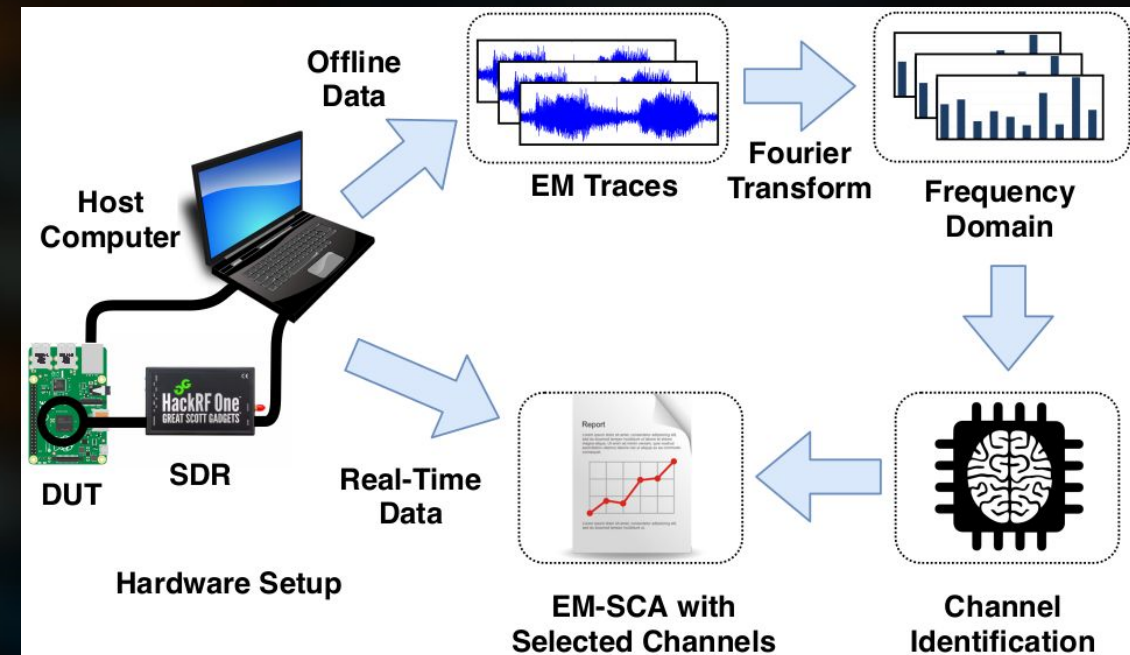 Offline
Data
EM Traces
Fourier
Transform
Frequency
Domain
Host
Computer
HackRF One
GREAT SCOTT GADGETS
DUT
SDR
Real-Time
Data
Hardware Setup
Report
EM-SCA with
Selected Channels
Channel
Identification